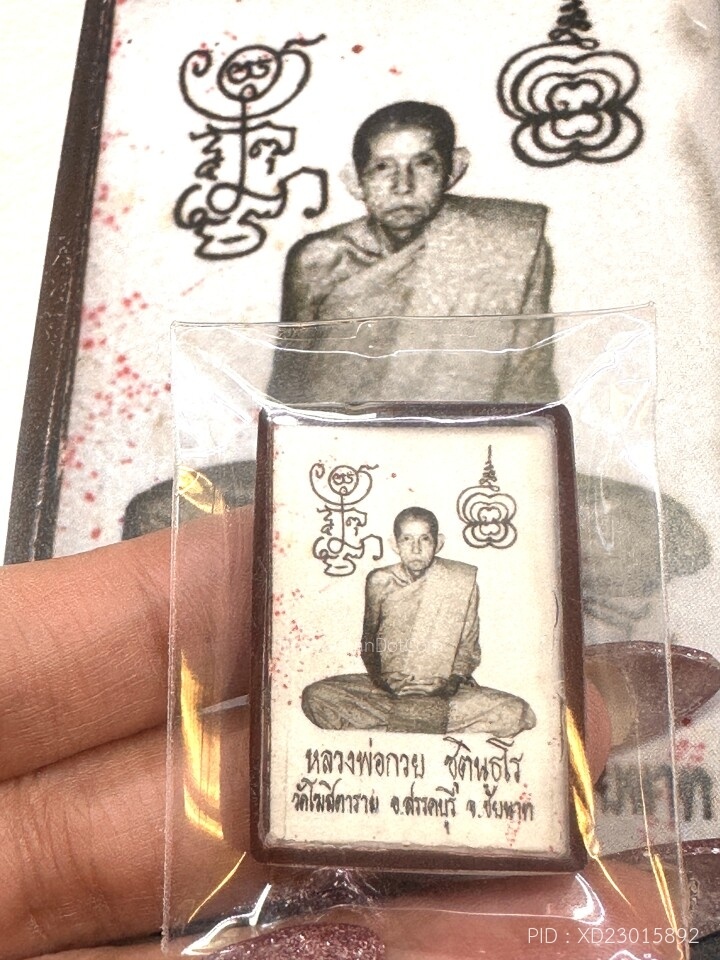 หลวงพ่อกวย ชุตินฺธโร
วัดโฆสิตาราม อ.สรรคบุรี จ.ชัยนาท
PID : XD23015892